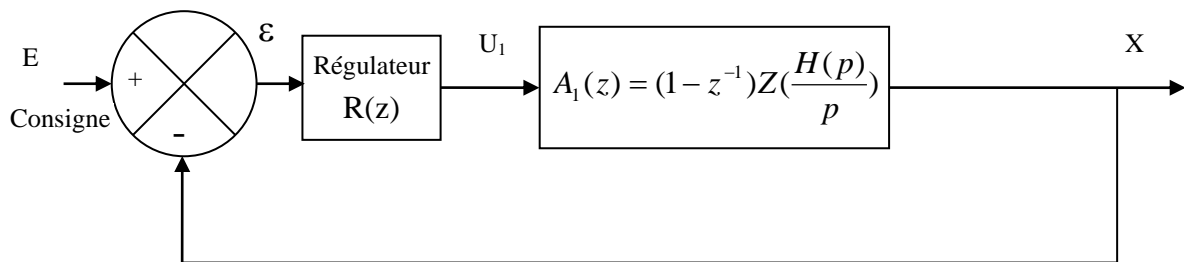 E
Consigne
+
-
ε
Régulateur
R(z)
U₁
A₁(z) = (1 − z⁻¹)Z(H(p)/p)
X